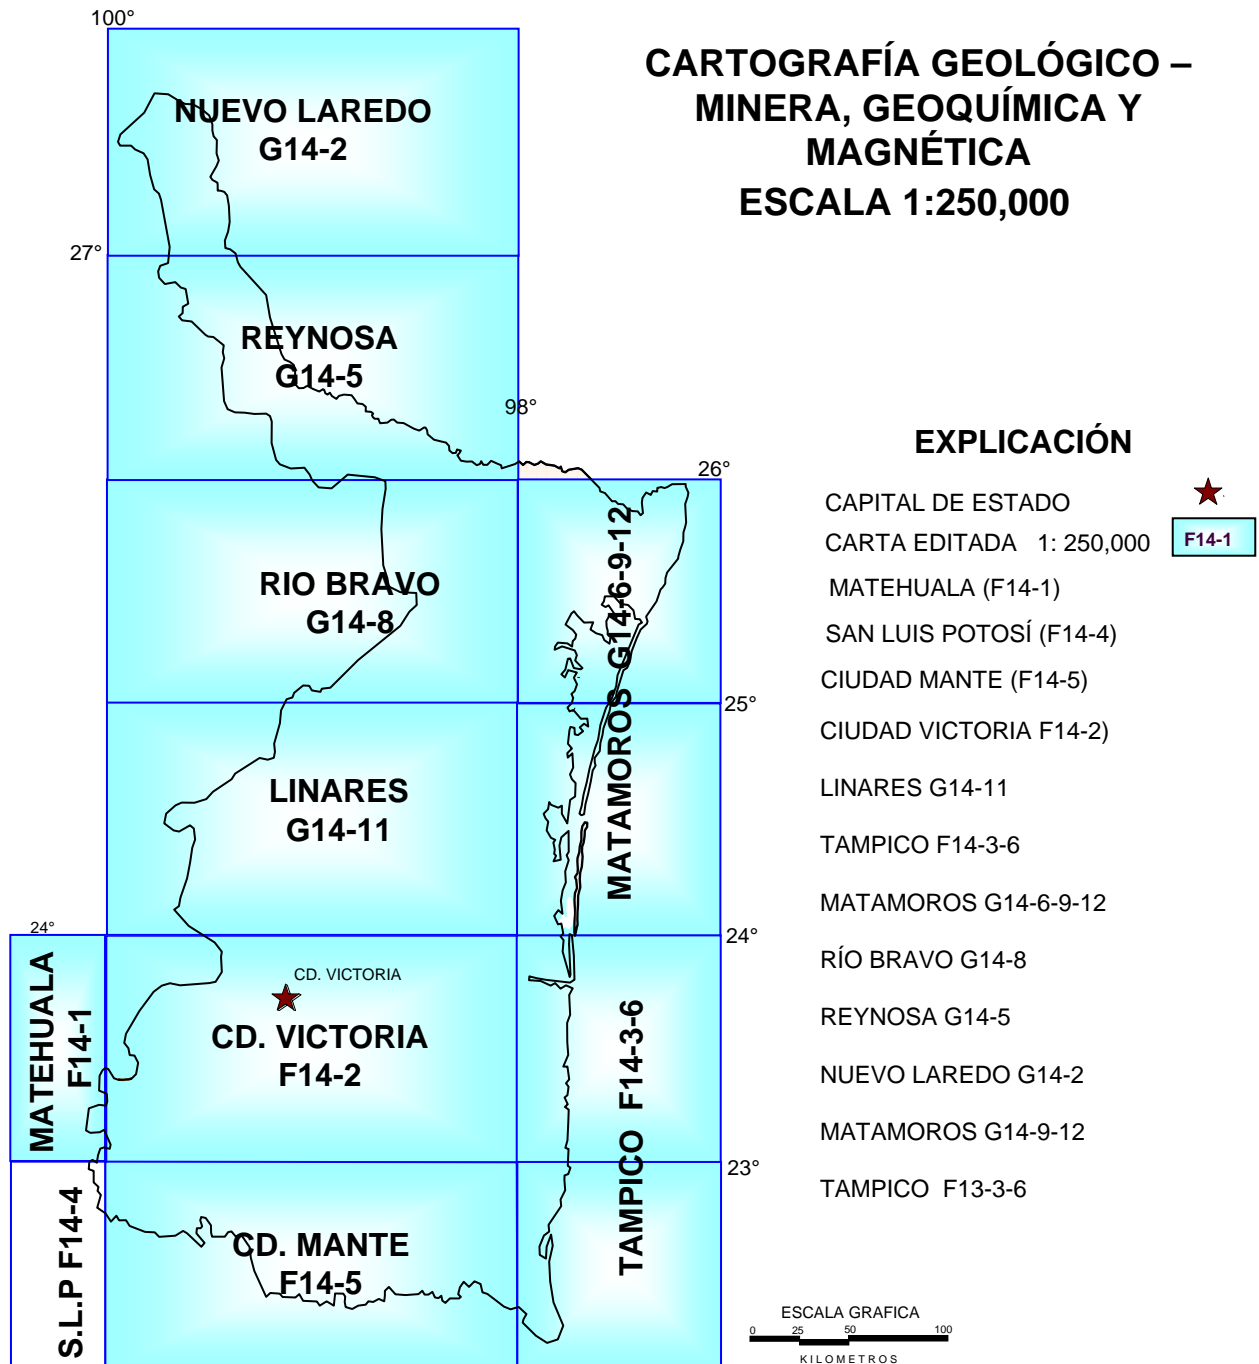 100°
CARTOGRAFÍA GEOLÓGICO –
MINERA, GEOQUÍMICA Y
MAGNÉTICA
ESCALA 1:250,000
NUEVO LAREDO
G14-2
27°
REYNOSA
G14-5
98°
26°
RIO BRAVO
G14-8
MATAMOROS G14-6-9-12
25°
LINARES
G14-11
24°
24°
MATEHUALA
F14-1
CD. VICTORIA
CD. VICTORIA
F14-2
TAMPICO F14-3-6
23°
S.L.P F14-4
CD. MANTE
F14-5
EXPLICACIÓN
CAPITAL DE ESTADO
CARTA EDITADA 1: 250,000
F14-1
MATEHUALA (F14-1)
SAN LUIS POTOSÍ (F14-4)
CIUDAD MANTE (F14-5)
CIUDAD VICTORIA F14-2)
LINARES G14-11
TAMPICO F14-3-6
MATAMOROS G14-6-9-12
RÍO BRAVO G14-8
REYNOSA G14-5
NUEVO LAREDO G14-2
MATAMOROS G14-9-12
TAMPICO F13-3-6
ESCALA GRAFICA
0 25 50 100
KILOMETROS